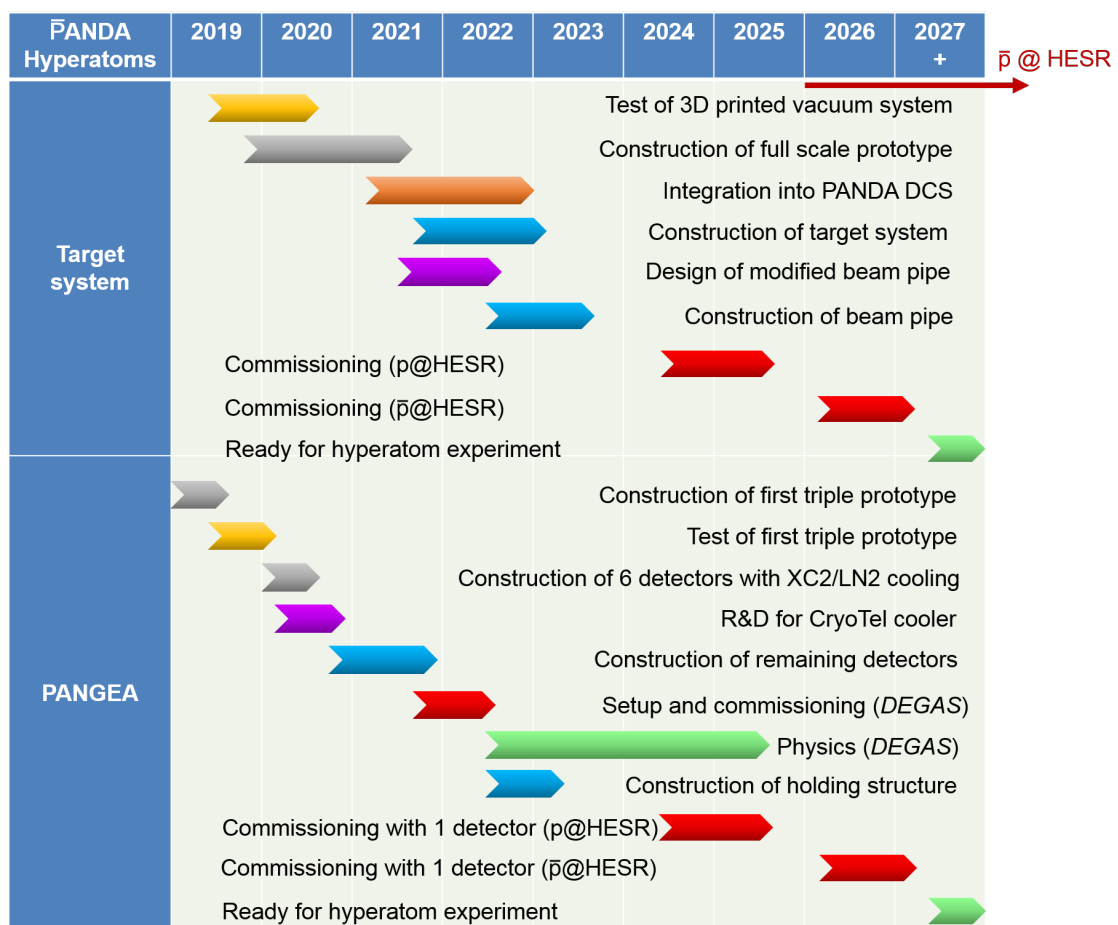 P̅ANDA
Hyperatoms
2019
2020
2021
2022
2023
2024
2025
2026
2027
+
p̅ @ HESR
Target
system
Test of 3D printed vacuum system
Construction of full scale prototype
Integration into PANDA DCS
Construction of target system
Design of modified beam pipe
Construction of beam pipe
Commissioning (p@HESR)
Commissioning (p̅@HESR)
Ready for hyperatom experiment
PANGEA
Construction of first triple prototype
Test of first triple prototype
Construction of 6 detectors with XC2/LN2 cooling
R&D for CryoTel cooler
Construction of remaining detectors
Setup and commissioning (DEGAS)
Physics (DEGAS)
Construction of holding structure
Commissioning with 1 detector (p@HESR)
Commissioning with 1 detector (p̅@HESR)
Ready for hyperatom experiment